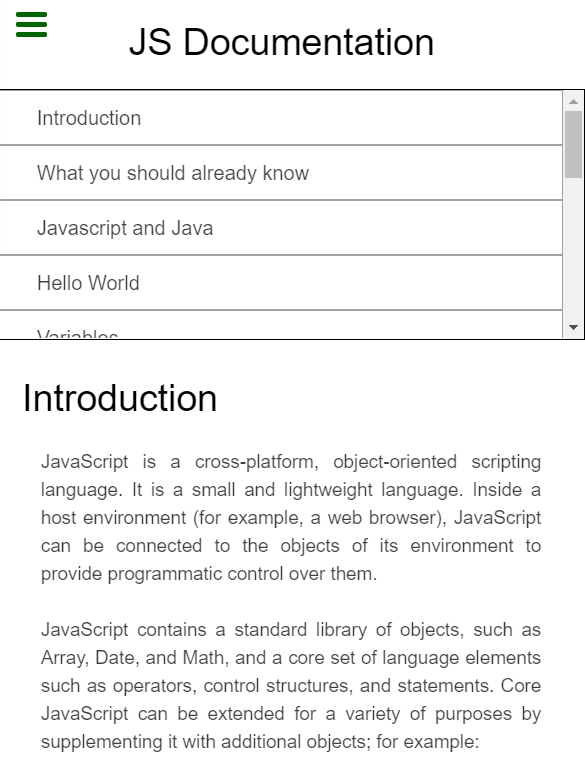 JS Documentation
Introduction
What you should already know
Javascript and Java
Hello World
Variables
Introduction
JavaScript is a cross-platform, object-oriented scripting
language. It is a small and lightweight language. Inside a
host environment (for example, a web browser), JavaScript
can be connected to the objects of its environment to
provide programmatic control over them.
JavaScript contains a standard library of objects, such as
Array, Date, and Math, and a core set of language elements
such as operators, control structures, and statements. Core
JavaScript can be extended for a variety of purposes by
supplementing it with additional objects; for example: